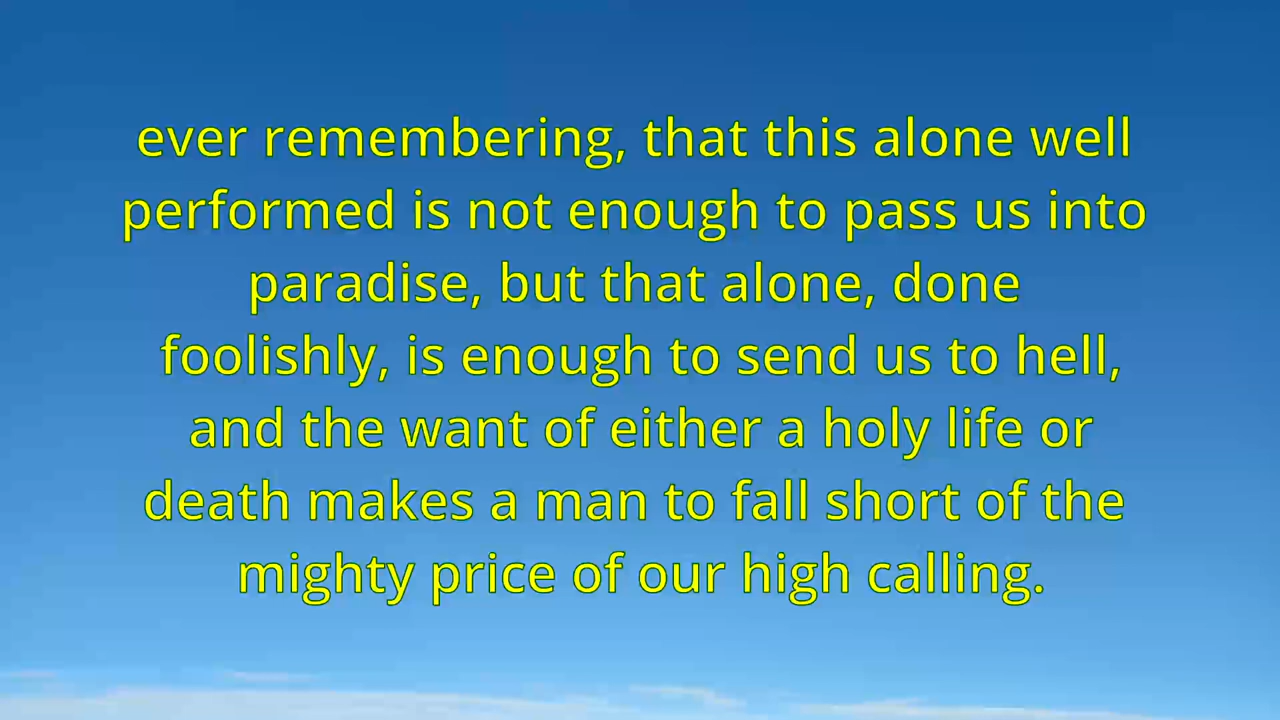 ever remembering, that this alone well
performed is not enough to pass us into
paradise, but that alone, done
foolishly, is enough to send us to hell,
and the want of either a holy life or
death makes a man to fall short of the
mighty price of our high calling.